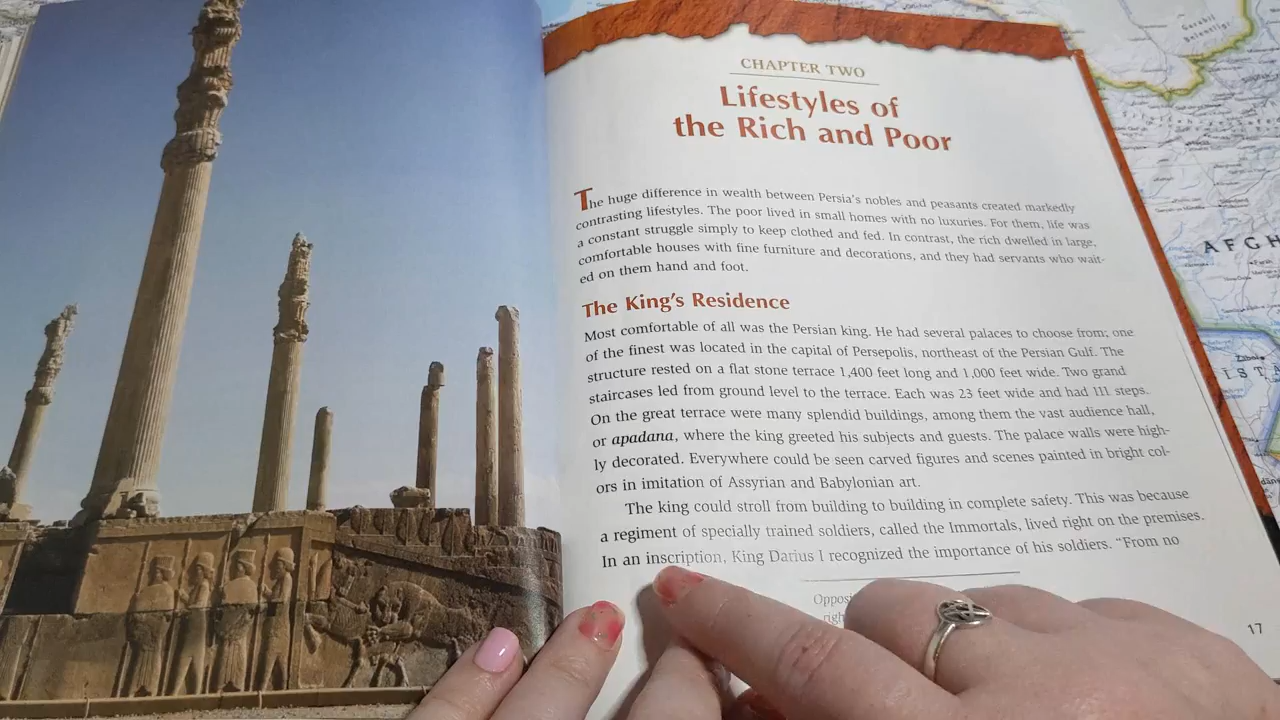 CHAPTER TWO
Lifestyles of
the Rich and Poor
The huge difference in wealth between Persia's nobles and peasants created markedly
contrasting lifestyles. The poor lived in small homes with no luxuries. For them, life was
a constant struggle simply to keep clothed and fed. In contrast, the rich dwelled in large,
comfortable houses with fine furniture and decorations, and they had servants who wait-
ed on them hand and foot.
The King's Residence
Most comfortable of all was the Persian king. He had several palaces to choose from; one
of the finest was located in the capital of Persepolis, northeast of the Persian Gulf. The
structure rested on a flat stone terrace 1,400 feet long and 1,000 feet wide. Two grand
staircases led from ground level to the terrace. Each was 23 feet wide and had 111 steps.
On the great terrace were many splendid buildings, among them the vast audience hall,
or apadana, where the king greeted his subjects and guests. The palace walls were high-
ly decorated. Everywhere could be seen carved figures and scenes painted in bright col-
ors in imitation of Assyrian and Babylonian art.
The king could stroll from building to building in complete safety. This was because
a regiment of specially trained soldiers, called the Immortals, lived right on the premises.
In an inscription, King Darius I recognized the importance of his soldiers. "From no
Opposi
righ
17
AFGH
ISTA